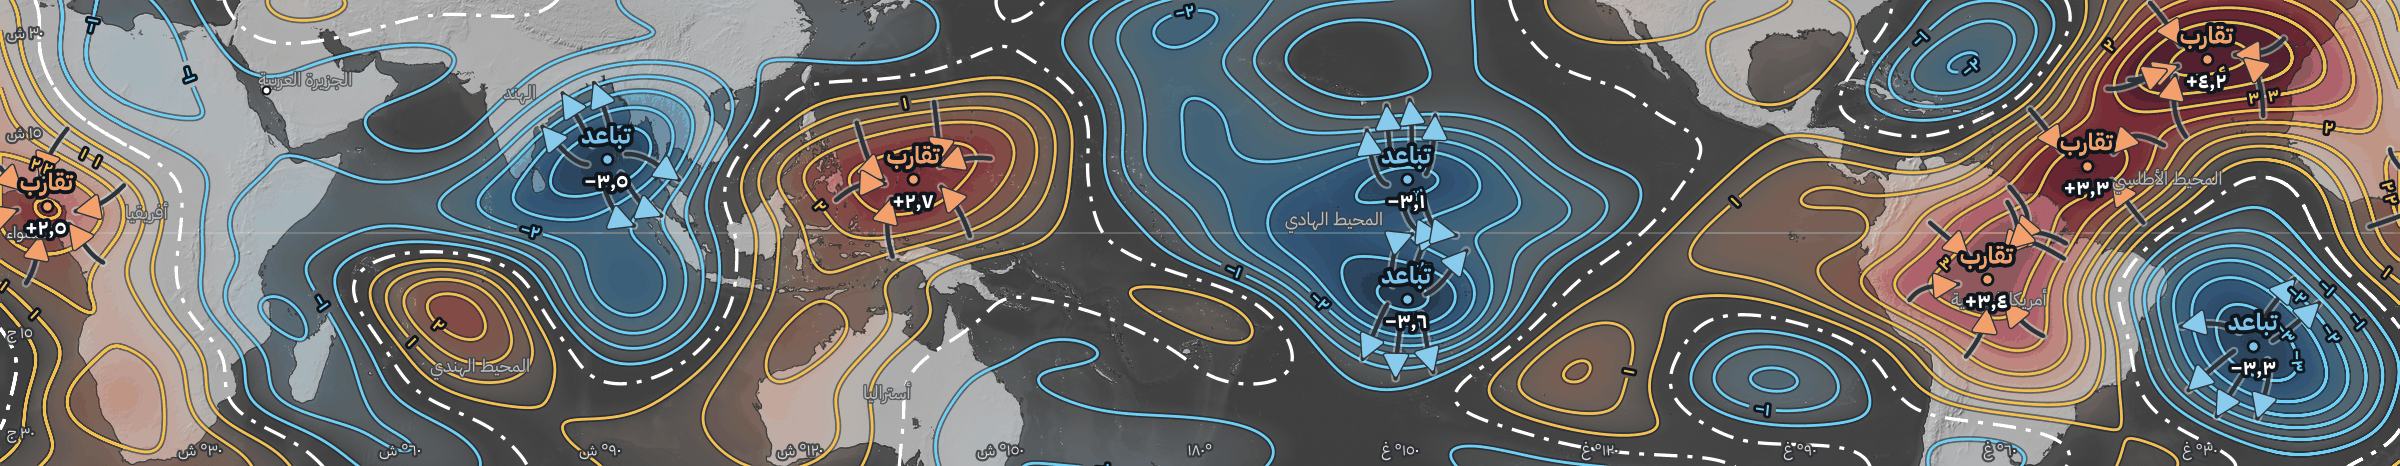 °٣٠ ش
الجزيرة العربية
الهند
°١٥ ش
أفريقيا
المحيط الهندي
المحيط الهادي
أستراليا
المحيط الأطلسي
°١٥ ج
°٣٠ ج
تقارب
+٢,٥
تباعد
−٣,٥
تقارب
+٢,٧
تباعد
−٣,١
تباعد
−٣,٦
تقارب
+٤,٢
تقارب
+٣,٣
تقارب
+٣,٤
تباعد
−٣,٣
°٣٠ ش
°٦٠ ش
°٩٠ ش
°١٢٠ ش
°١٥٠ ش
°١٨٠
°١٥٠ غ
°١٢٠ غ
°٩٠ غ
°٦٠ غ
°٣٠ غ